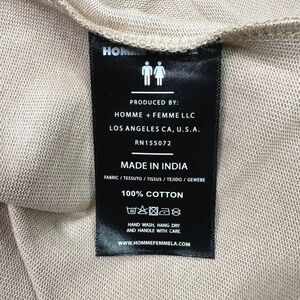 HOMME
PRODUCED BY:
HOMME + FEMME LLC
LOS ANGELES CA, U.S.A.
RN155072
MADE IN INDIA
FABRIC / TESSUTO / TISSUS / TEJIDO / GEWEBE
100% COTTON
HAND WASH, HANG DRY
AND HANDLE WITH CARE.
WWW.HOMMEFEMMELA.COM